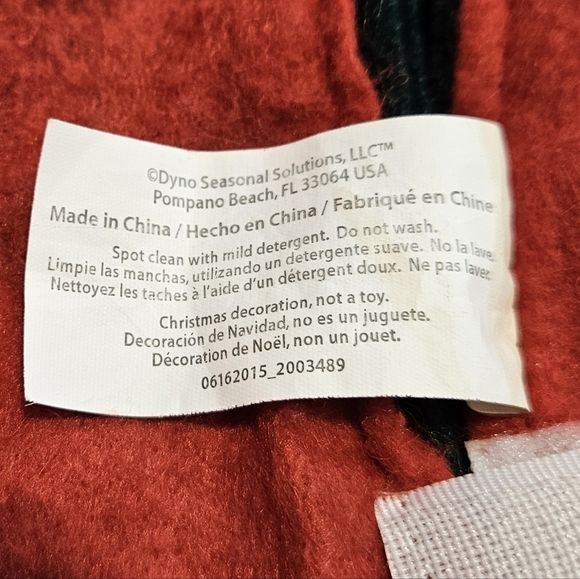 ©Dyno Seasonal Solutions, LLC™
Pompano Beach, FL 33064 USA
Made in China / Hecho en China / Fabriqué en Chine
Spot clean with mild detergent. Do not wash.
Limpie las manchas, utilizando un detergente suave. No la lave.
Nettoyez les taches à l'aide d'un détergent doux. Ne pas laver.
Christmas decoration, not a toy.
Decoración de Navidad, no es un juguete.
Décoration de Noël, non un jouet.
06162015_2003489